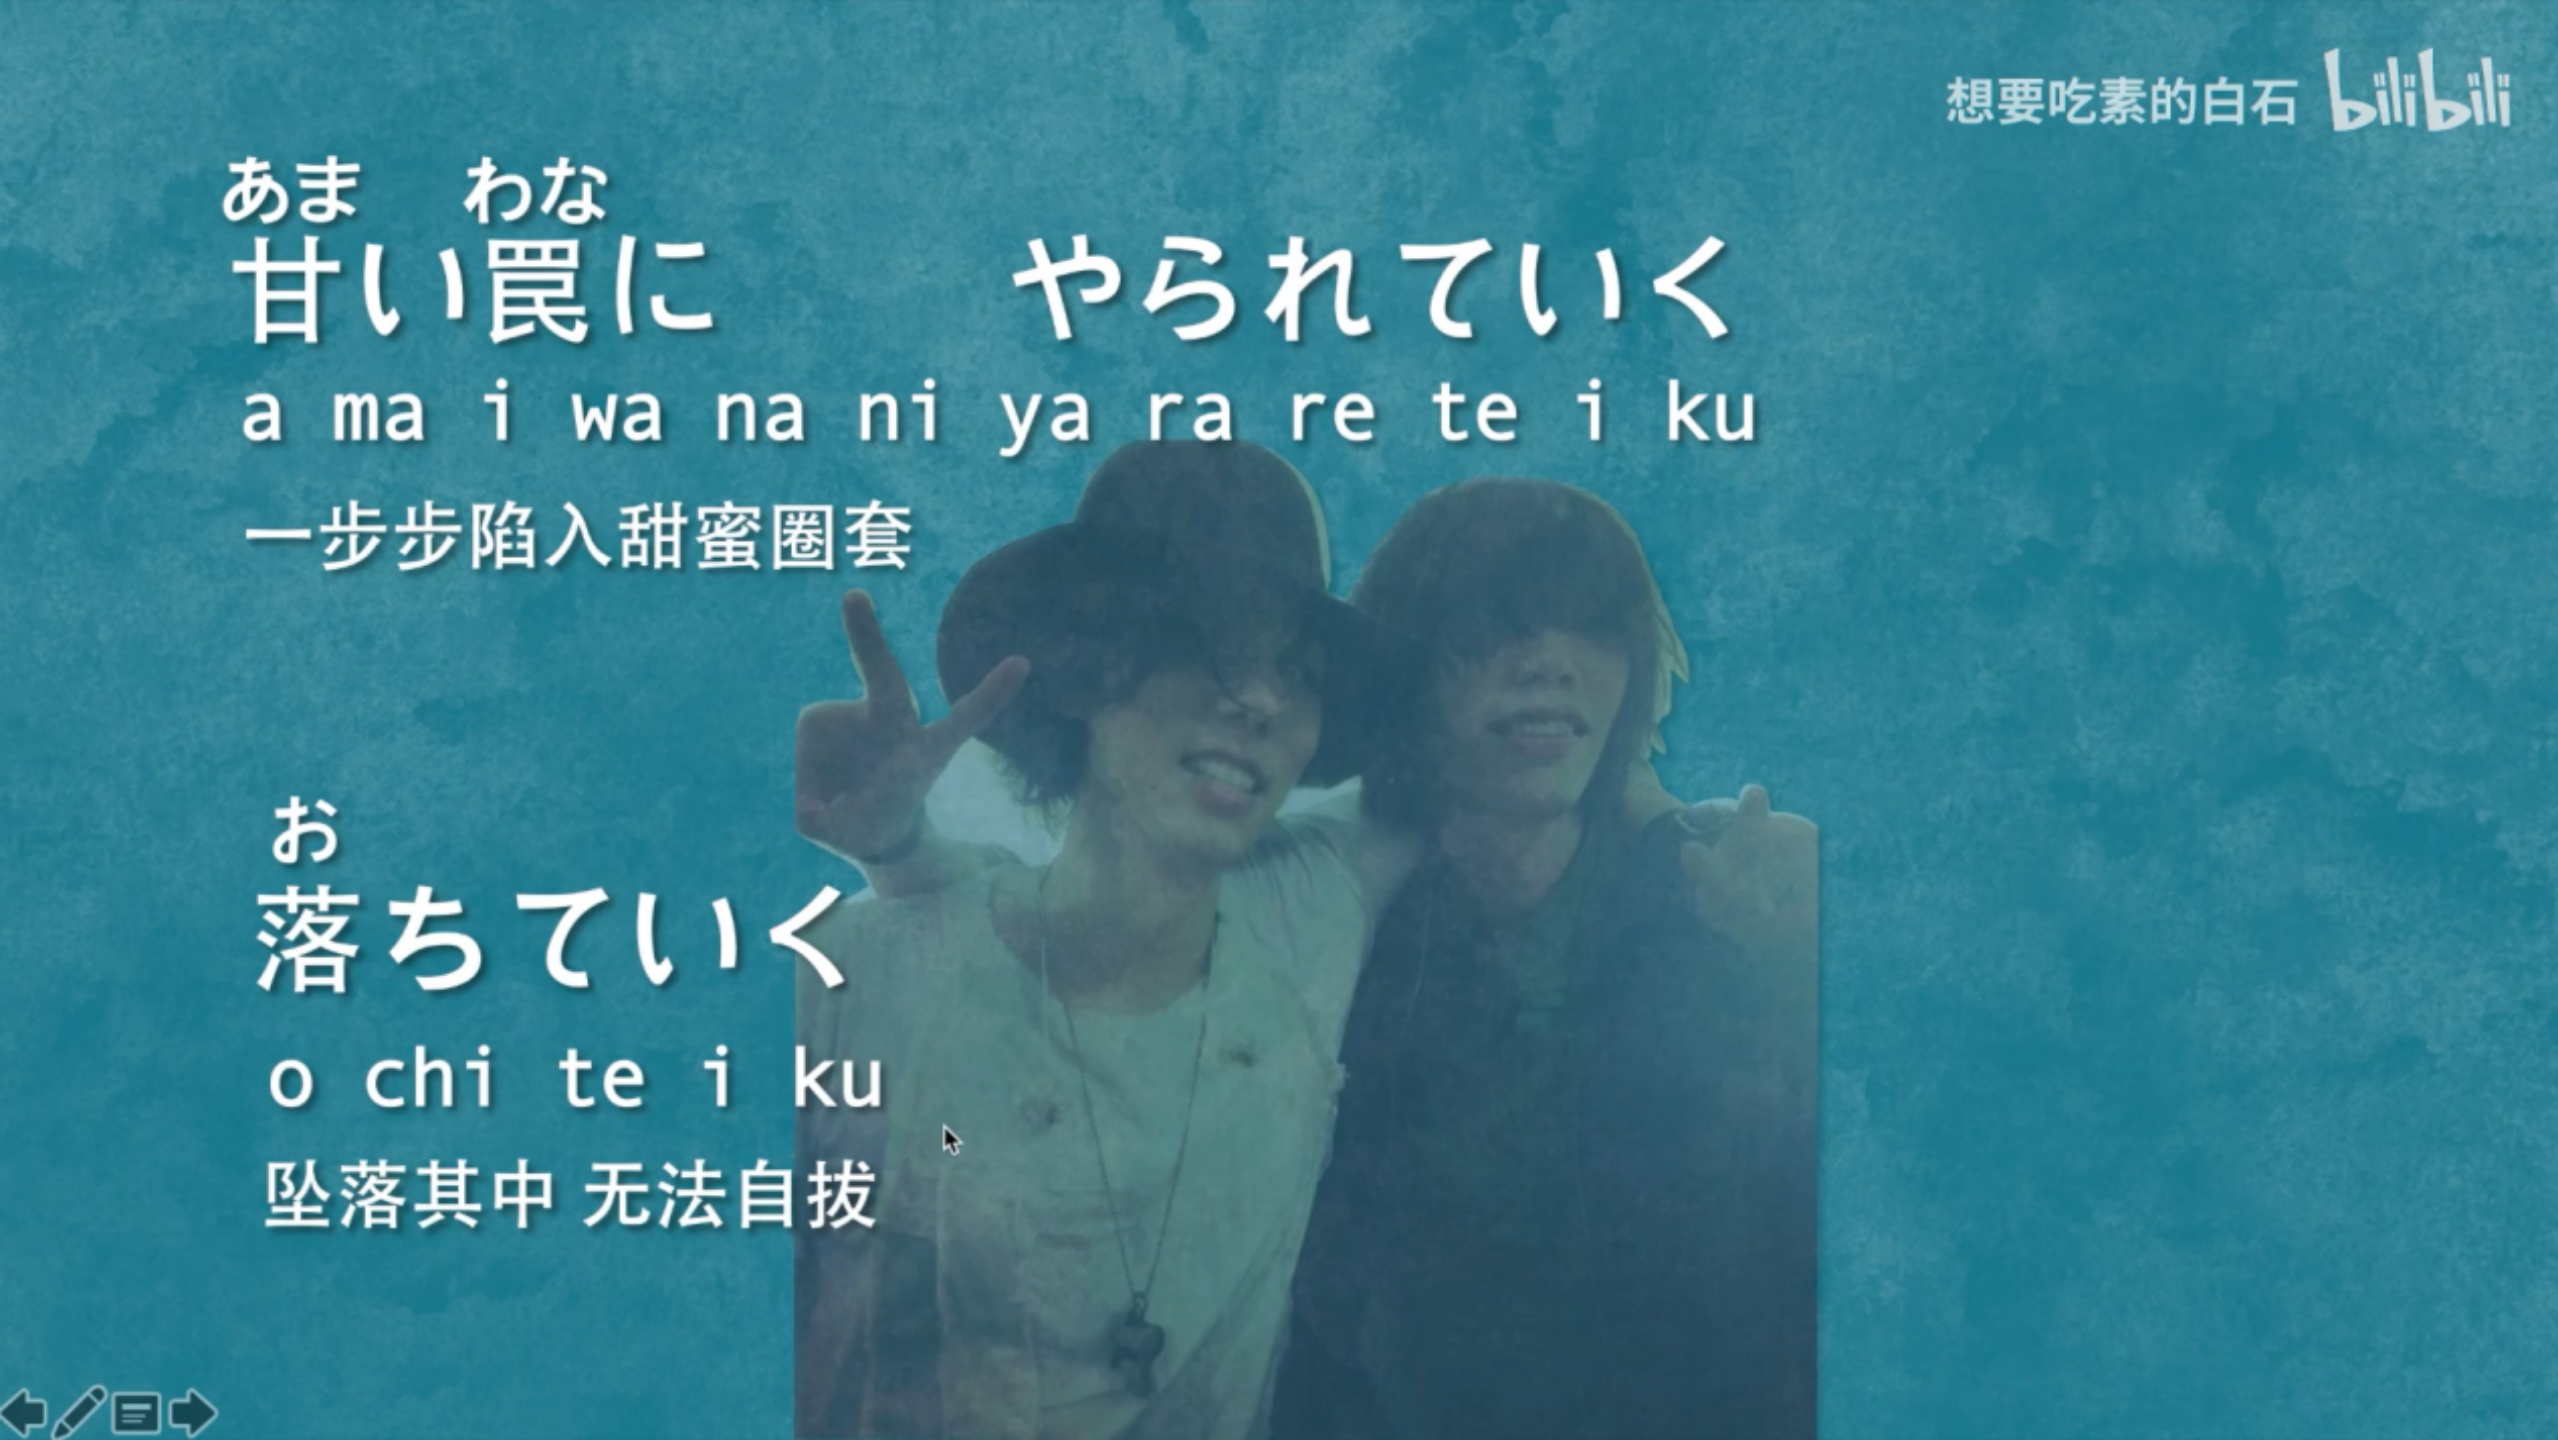 想要吃素的白石 bilibili
あま わな
甘い罠に やられていく
a ma i wa na ni ya ra re te i ku
一步步陷入甜蜜圈套
お
落ちていく
o chi te i ku
坠落其中 无法自拔